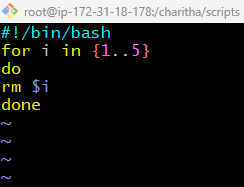 root@ip-172-31-18-178:/charitha/scripts
#!/bin/bash
for i in {1..5}
do
rm $i
done
~
~
~
~